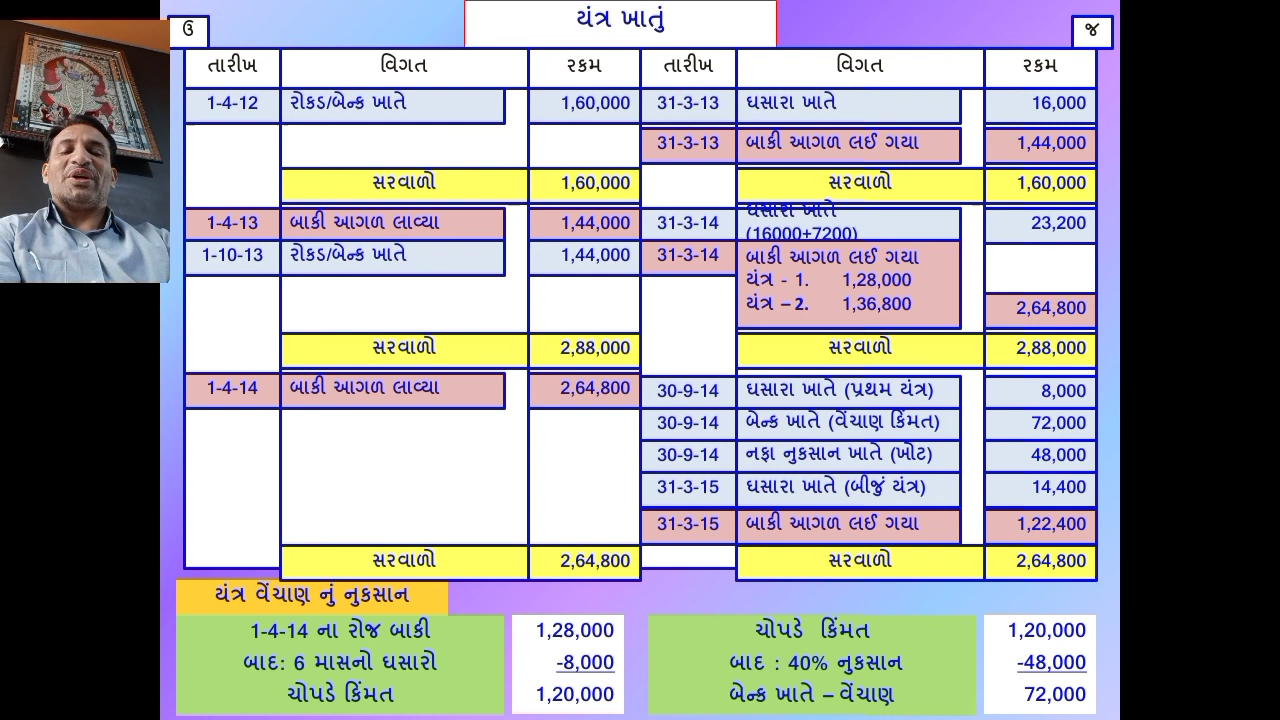 યંત્ર ખાતું
ઉ
જ
તારીખ વિગત રકમ તારીખ વિગત રકમ
1-4-12 રોકડ/બેન્ક ખાતે 1,60,000 31-3-13 ઘસારા ખાતે 16,000
31-3-13 બાકી આગળ લઈ ગયા 1,44,000
સરવાળો 1,60,000 સરવાળો 1,60,000
1-4-13 બાકી આગળ લાવ્યા 1,44,000 31-3-14 ઘસારા ખાતે (16000+7200) 23,200
1-10-13 રોકડ/બેન્ક ખાતે 1,44,000 31-3-14 બાકી આગળ લઈ ગયા
યંત્ર - 1. 1,28,000
યંત્ર – 2. 1,36,800 2,64,800
સરવાળો 2,88,000 સરવાળો 2,88,000
1-4-14 બાકી આગળ લાવ્યા 2,64,800 30-9-14 ઘસારા ખાતે (પ્રથમ યંત્ર) 8,000
30-9-14 બેન્ક ખાતે (વેંચાણ કિંમત) 72,000
30-9-14 નફા નુકસાન ખાતે (ખોટ) 48,000
31-3-15 ઘસારા ખાતે (બીજું યંત્ર) 14,400
31-3-15 બાકી આગળ લઈ ગયા 1,22,400
સરવાળો 2,64,800 સરવાળો 2,64,800
યંત્ર વેંચાણ નું નુકસાન
1-4-14 ના રોજ બાકી 1,28,000 ચોપડે કિંમત 1,20,000
બાદ: 6 માસનો ઘસારો -8,000 બાદ : 40% નુકસાન -48,000
ચોપડે કિંમત 1,20,000 બેન્ક ખાતે – વેંચાણ 72,000